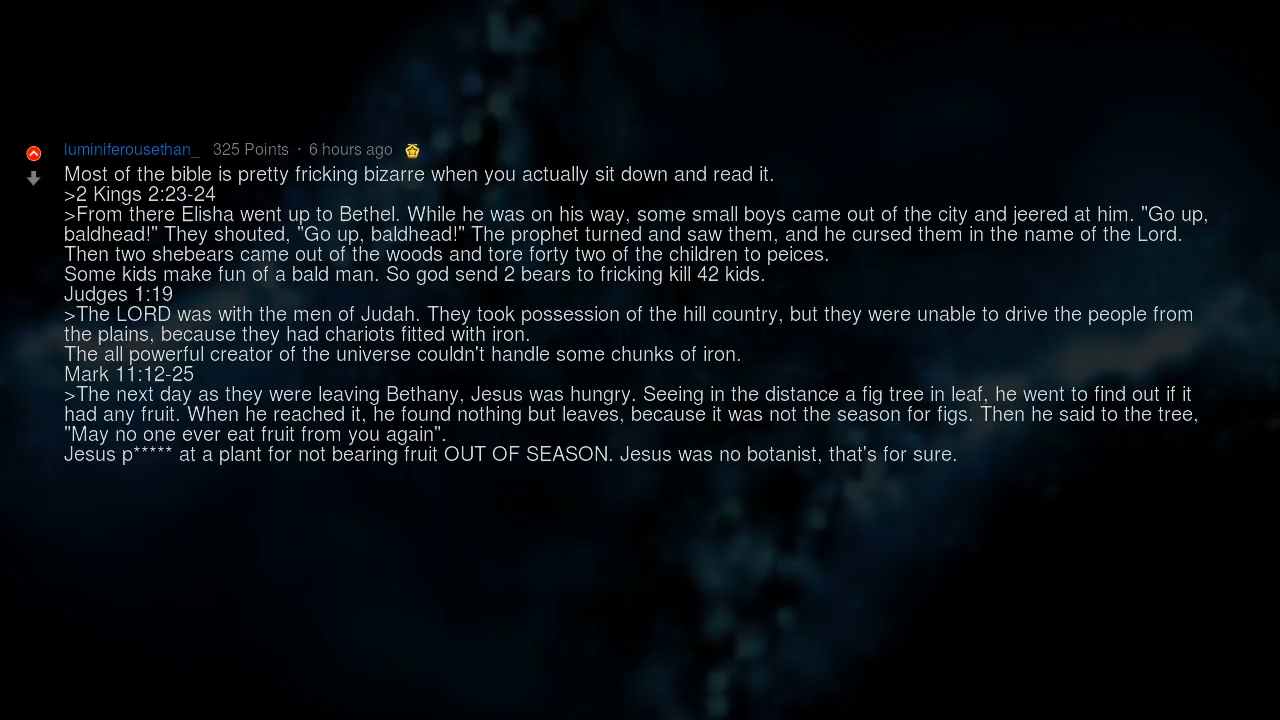 luminiferousethan_ 325 Points · 6 hours ago
Most of the bible is pretty fricking bizarre when you actually sit down and read it.
>2 Kings 2:23-24
>From there Elisha went up to Bethel. While he was on his way, some small boys came out of the city and jeered at him. "Go up,
baldhead!" They shouted, "Go up, baldhead!" The prophet turned and saw them, and he cursed them in the name of the Lord.
Then two shebears came out of the woods and tore forty two of the children to peices.
Some kids make fun of a bald man. So god send 2 bears to fricking kill 42 kids.
Judges 1:19
>The LORD was with the men of Judah. They took possession of the hill country, but they were unable to drive the people from
the plains, because they had chariots fitted with iron.
The all powerful creator of the universe couldn't handle some chunks of iron.
Mark 11:12-25
>The next day as they were leaving Bethany, Jesus was hungry. Seeing in the distance a fig tree in leaf, he went to find out if it
had any fruit. When he reached it, he found nothing but leaves, because it was not the season for figs. Then he said to the tree,
"May no one ever eat fruit from you again".
Jesus p***** at a plant for not bearing fruit OUT OF SEASON. Jesus was no botanist, that's for sure.